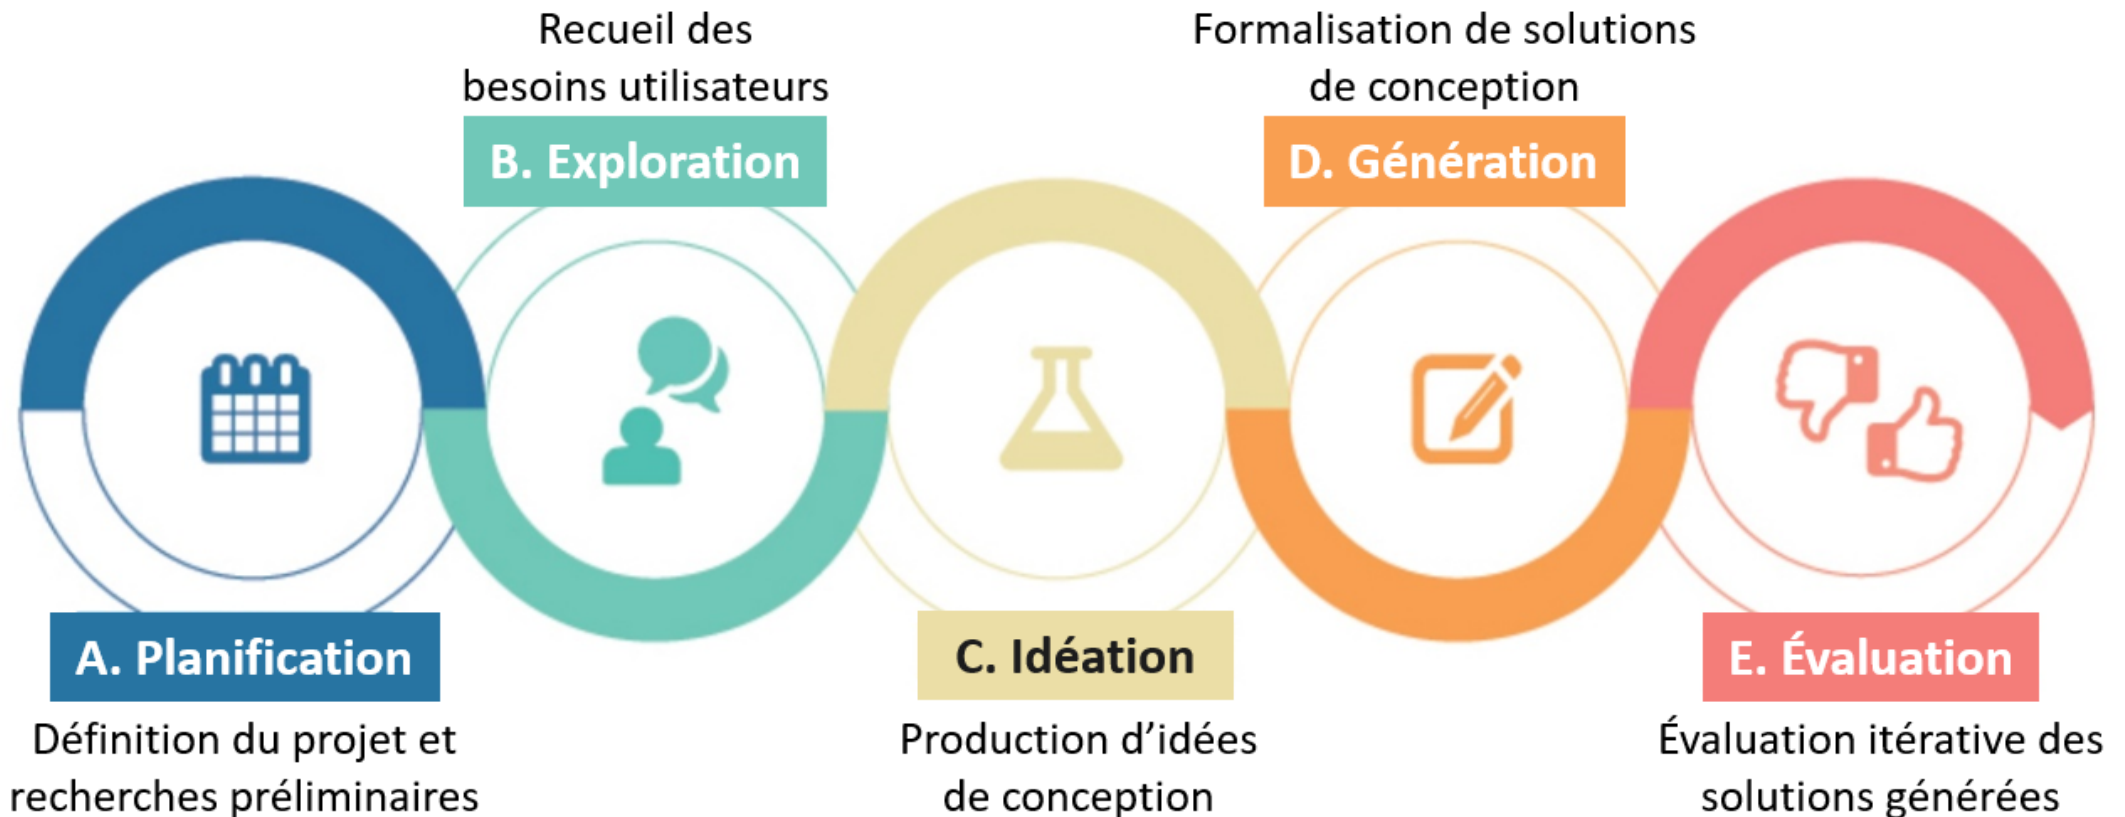 A. Planification
Définition du projet et
recherches préliminaires
Recueil des
besoins utilisateurs
B. Exploration
C. Idéation
Production d’idées
de conception
Formalisation de solutions
de conception
D. Génération
E. Évaluation
Évaluation itérative des
solutions générées